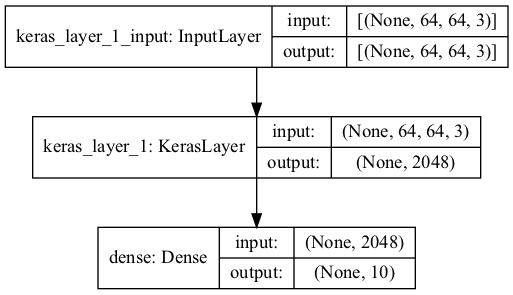 keras_layer_1_input: InputLayer
input:
[(None, 64, 64, 3)]
output:
[(None, 64, 64, 3)]
keras_layer_1: KerasLayer
input:
(None, 64, 64, 3)
output:
(None, 2048)
dense: Dense
input:
(None, 2048)
output:
(None, 10)